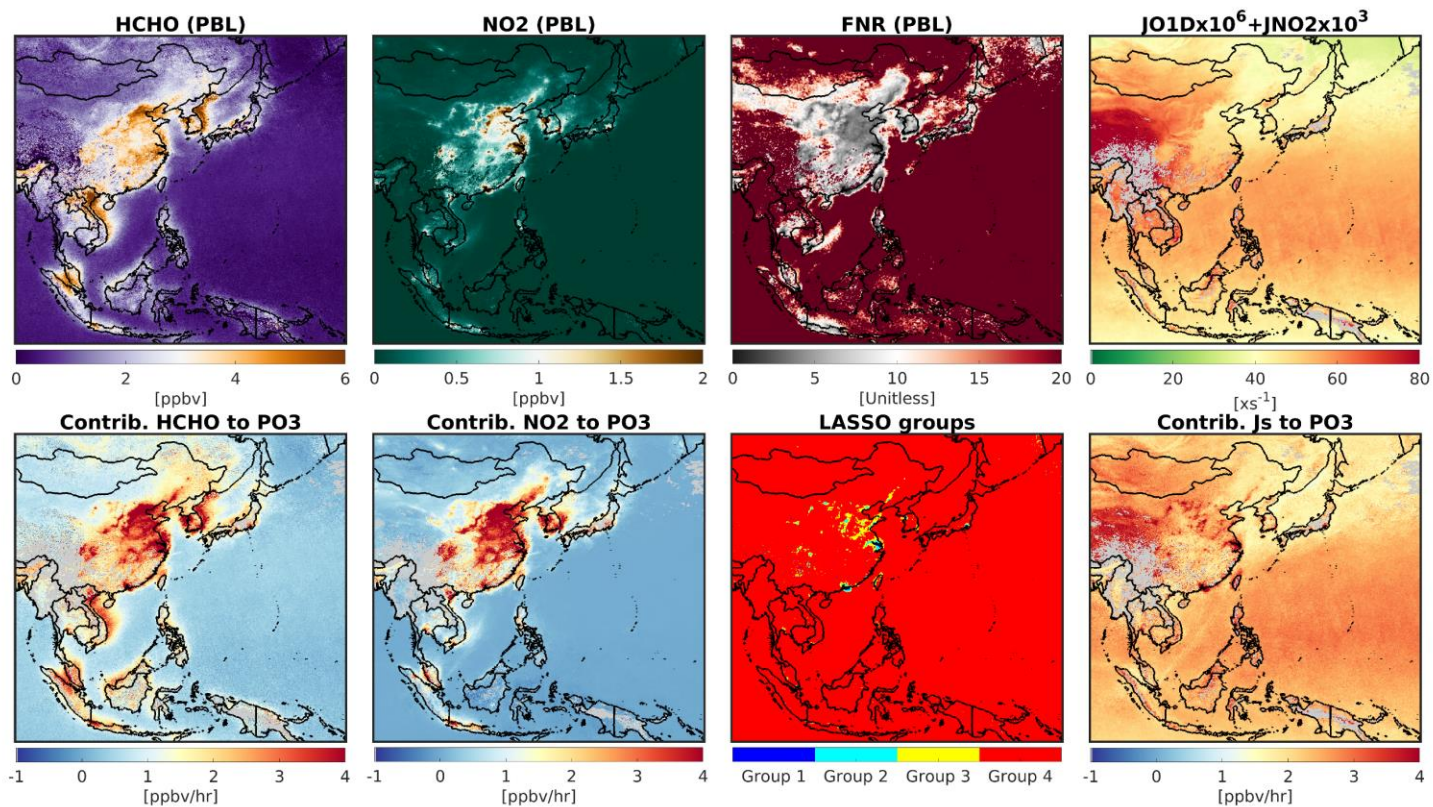 HCHO (PBL)
NO2 (PBL)
FNR (PBL)
JO1Dx10⁶+JNO2x10³
0 2 4 6
[ppbv]
0 0.5 1 1.5 2
[ppbv]
0 5 10 15 20
[Unitless]
0 20 40 60 80
[xs⁻¹]
Contrib. HCHO to PO3
Contrib. NO2 to PO3
LASSO groups
Contrib. Js to PO3
-1 0 1 2 3 4
[ppbv/hr]
-1 0 1 2 3 4
[ppbv/hr]
Group 1 Group 2 Group 3 Group 4
-1 0 1 2 3 4
[ppbv/hr]